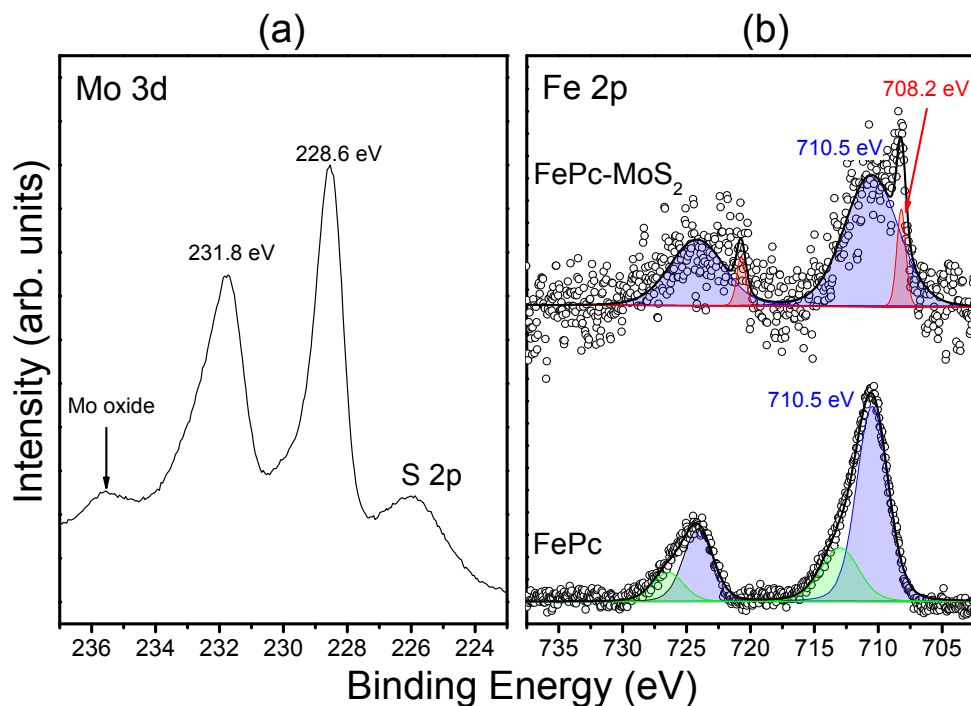 (a)
(b)
Mo 3d
228.6 eV
231.8 eV
Mo oxide
S 2p
Fe 2p
708.2 eV
710.5 eV
FePc-MoS₂
710.5 eV
FePc
Intensity (arb. units)
236 234 232 230 228 226 224
735 730 725 720 715 710 705
Binding Energy (eV)